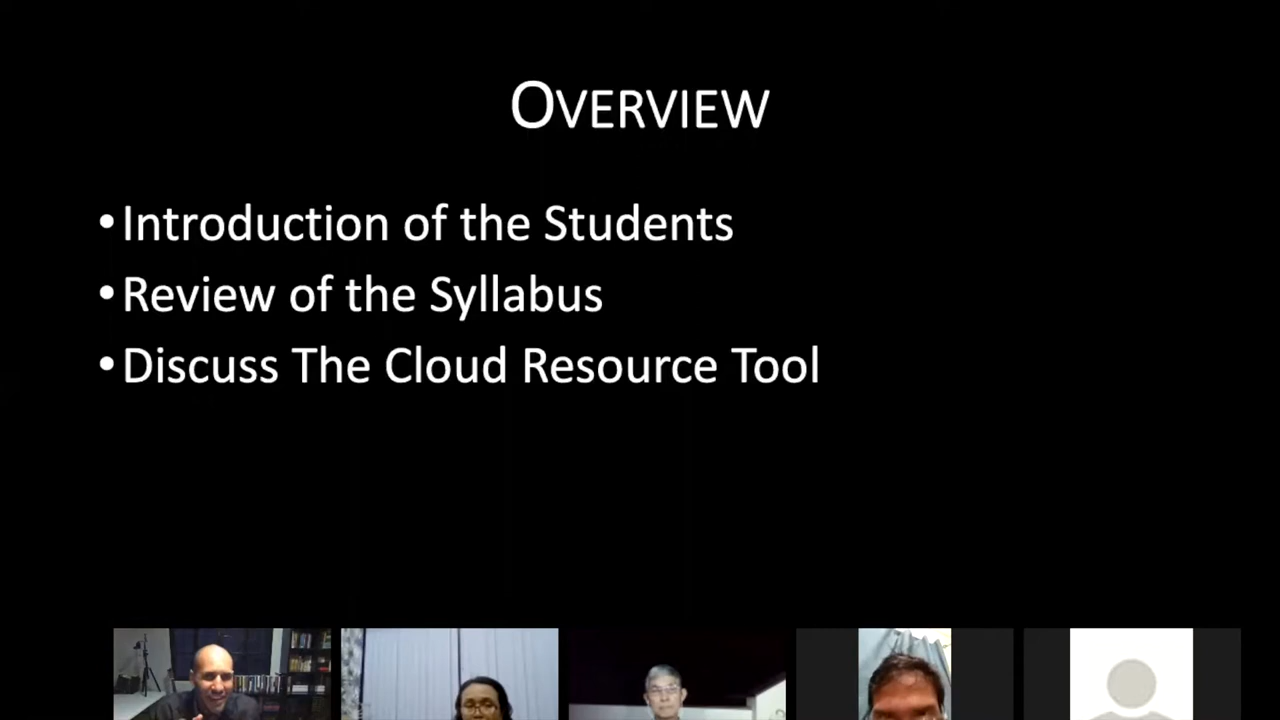 OVERVIEW
• Introduction of the Students
• Review of the Syllabus
• Discuss The Cloud Resource Tool